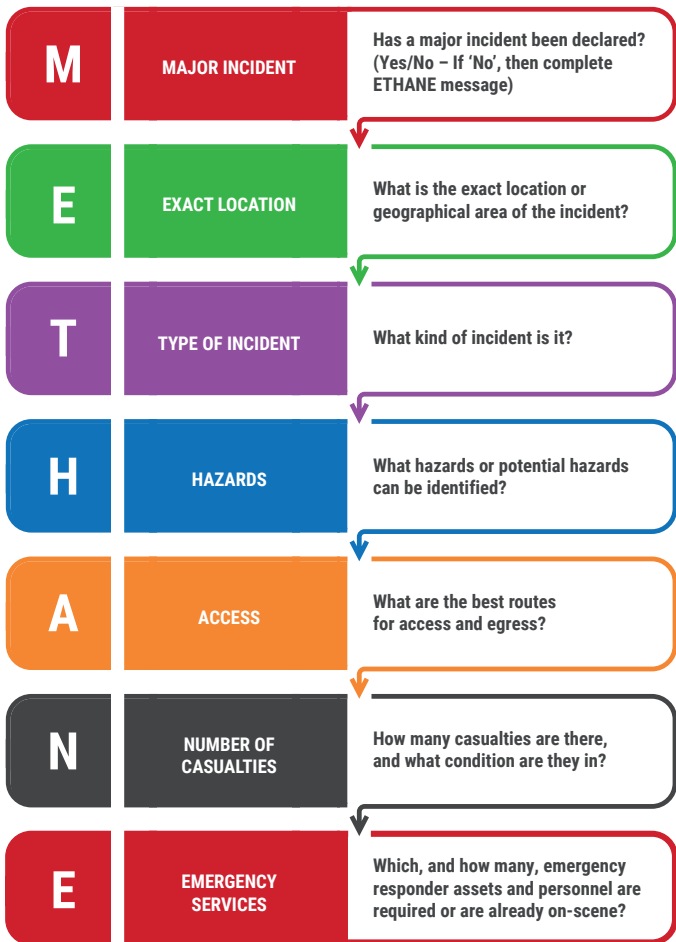 M
MAJOR INCIDENT
Has a major incident been declared?
(Yes/No – If ‘No’, then complete
ETHANE message)
E
EXACT LOCATION
What is the exact location or
geographical area of the incident?
T
TYPE OF INCIDENT
What kind of incident is it?
H
HAZARDS
What hazards or potential hazards
can be identified?
A
ACCESS
What are the best routes
for access and egress?
N
NUMBER OF
CASUALTIES
How many casualties are there,
and what condition are they in?
E
EMERGENCY
SERVICES
Which, and how many, emergency
responder assets and personnel are
required or are already on-scene?